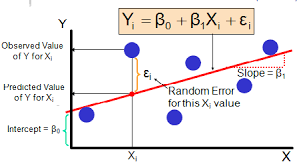 Y
Yᵢ = β₀ + β₁Xᵢ + εᵢ
Observed Value
of Y for Xᵢ
εᵢ
Slope = β₁
Predicted Value
of Y for Xᵢ
Random Error
for this Xᵢ value
Intercept = β₀
Xᵢ
X